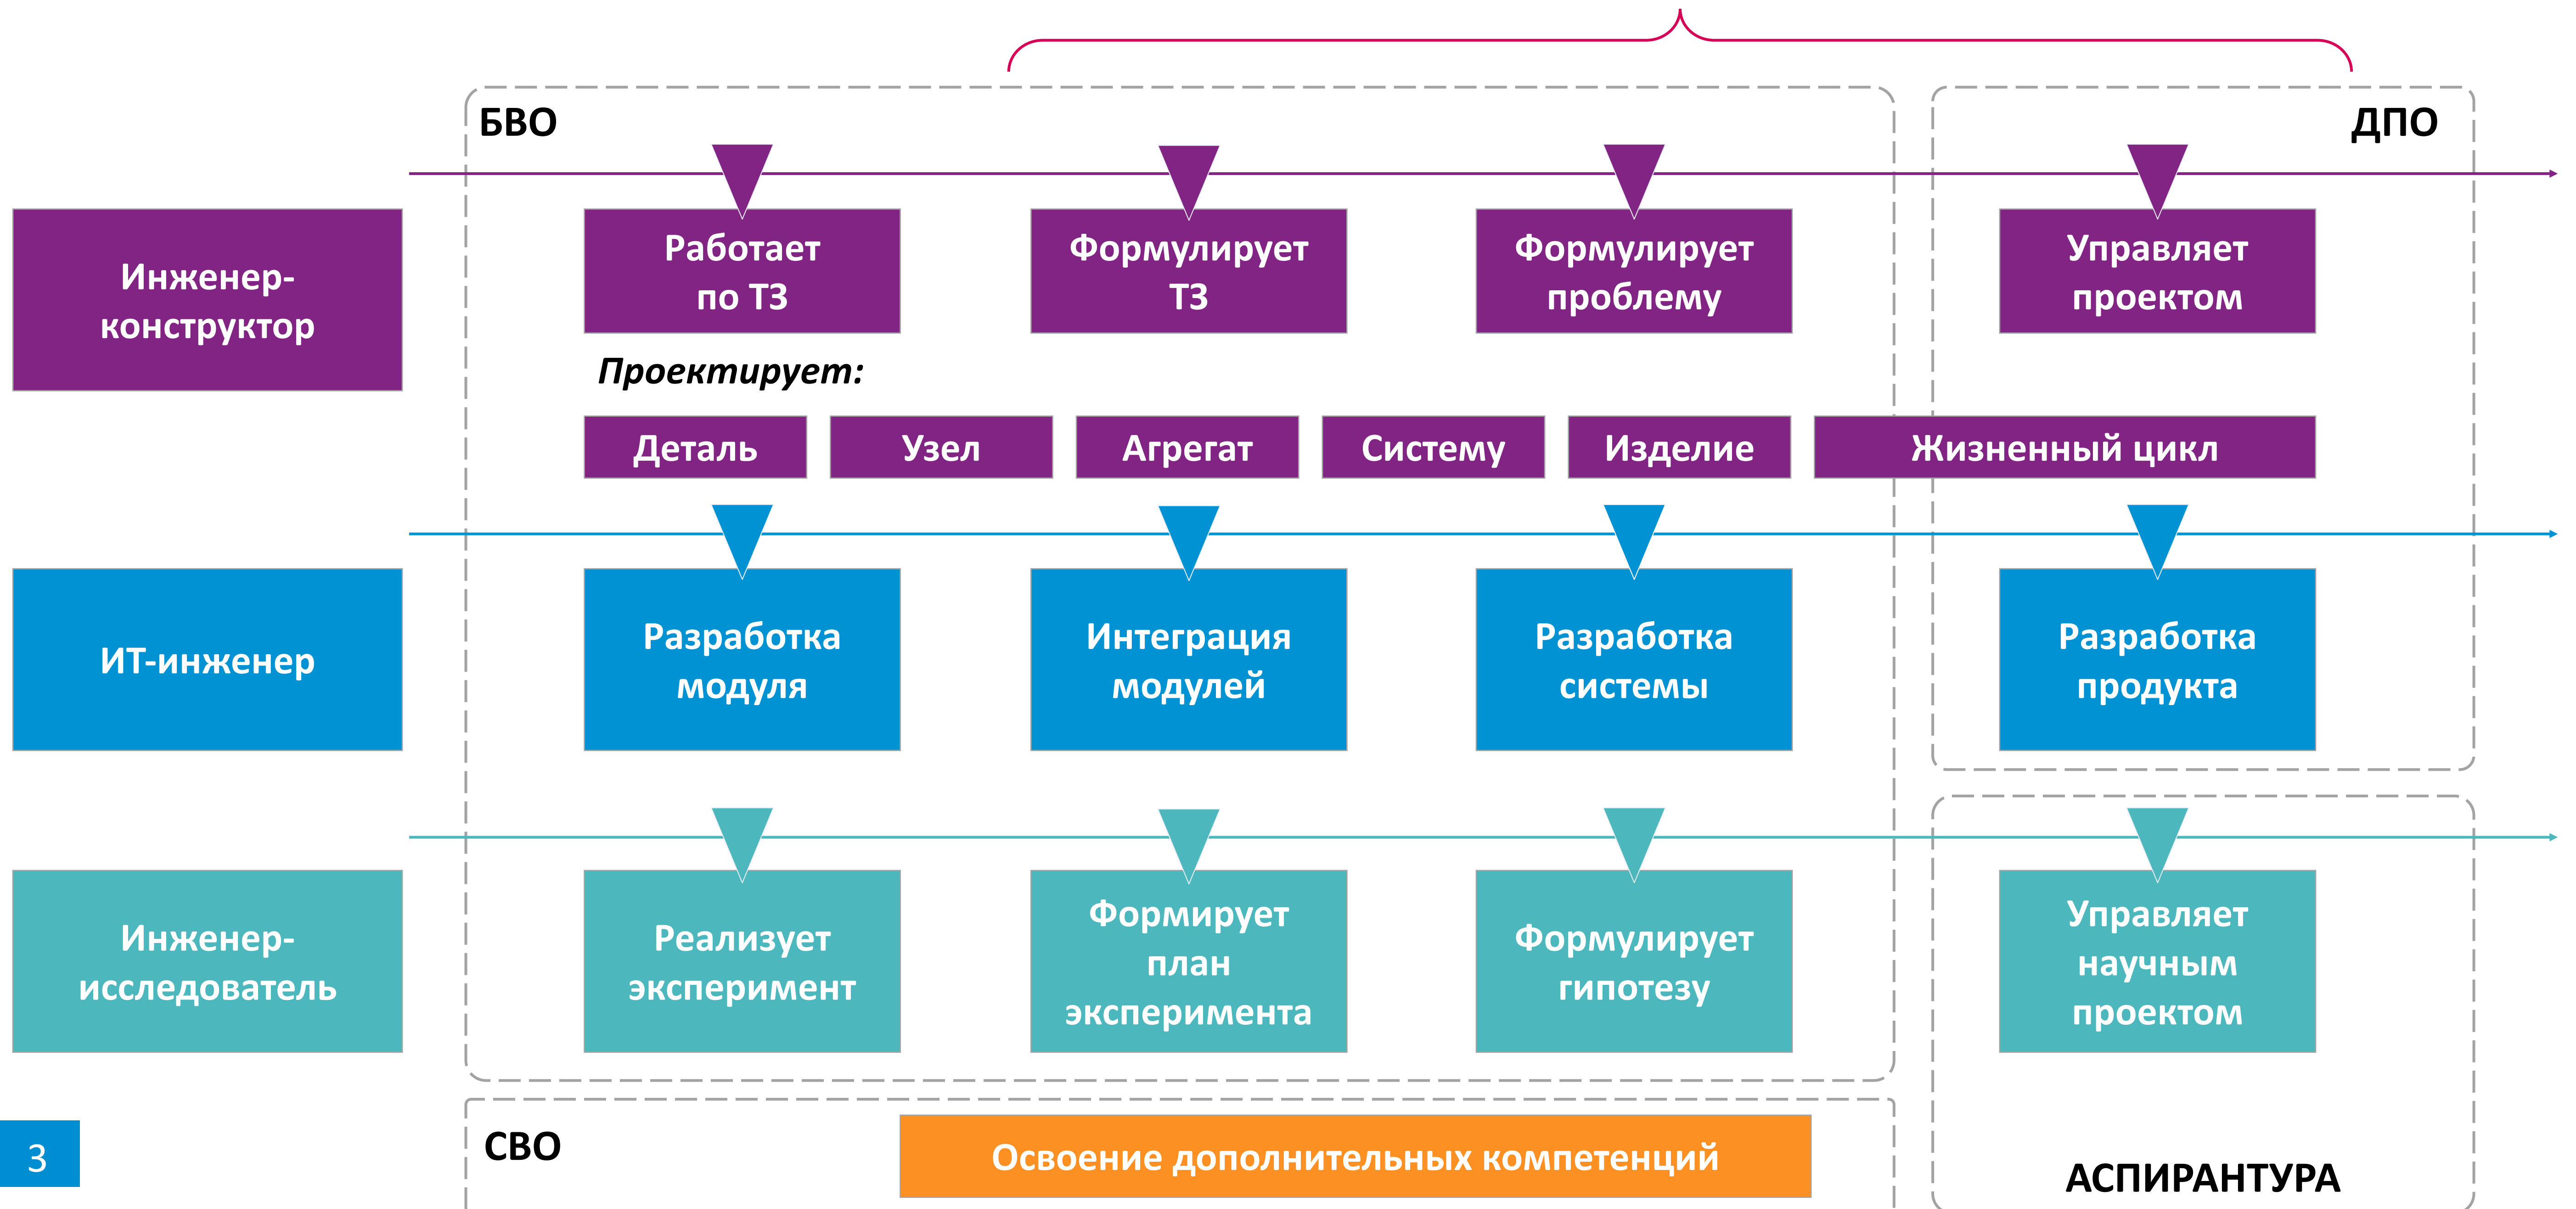 БВО
ДПО
Инженер-
конструктор
Работает
по ТЗ
Формулирует
ТЗ
Формулирует
проблему
Управляет
проектом
Проектирует:
Деталь
Узел
Агрегат
Систему
Изделие
Жизненный цикл
ИТ-инженер
Разработка
модуля
Интеграция
модулей
Разработка
системы
Разработка
продукта
Инженер-
исследователь
Реализует
эксперимент
Формирует
план
эксперимента
Формулирует
гипотезу
Управляет
научным
проектом
СВО
Освоение дополнительных компетенций
АСПИРАНТУРА
3